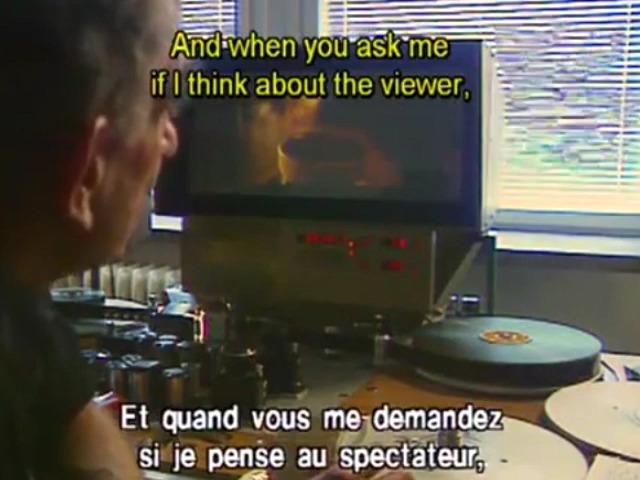 And when you ask me
if I think about the viewer,
Et quand vous me demandez
si je pense au spectateur,